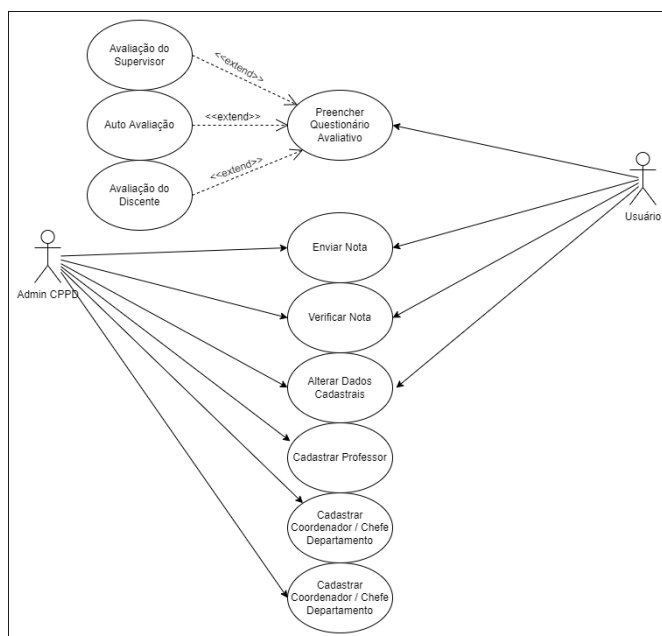 Avaliação do
Supervisor
<<extend>>
Auto Avaliação
<<extend>>
Preencher
Questionário
Avaliativo
Avaliação do
Discente
<<extend>>
Usuário
Admin CPPD
Enviar Nota
Verificar Nota
Alterar Dados
Cadastrais
Cadastrar Professor
Cadastrar
Coordenador / Chefe
Departamento
Cadastrar
Coordenador / Chefe
Departamento